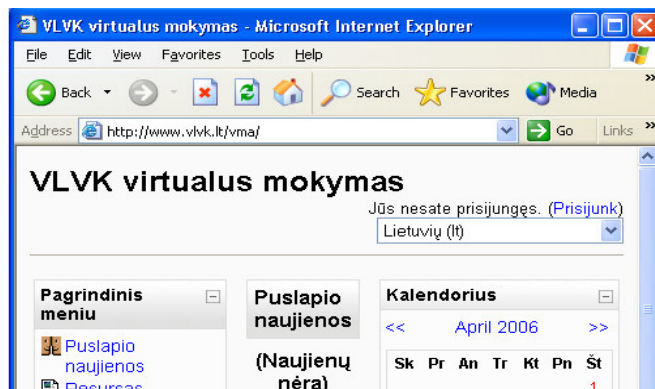 VLVK virtualus mokymas - Microsoft Internet Explorer
File Edit View Favorites Tools Help
Back Search Favorites Media »
Address http://www.vlvk.lt/vma/ Go Links »
VLVK virtualus mokymas
Jūs nesate prisijungęs. (Prisijunk)
Lietuvių (lt)
Pagrindinis
meniu
Puslapio
naujienos
Resursas
Puslapio
naujienos
(Naujienų
nėra)
Kalendorius
<< April 2006 >>
Sk Pr An Tr Kt Pn Št
1